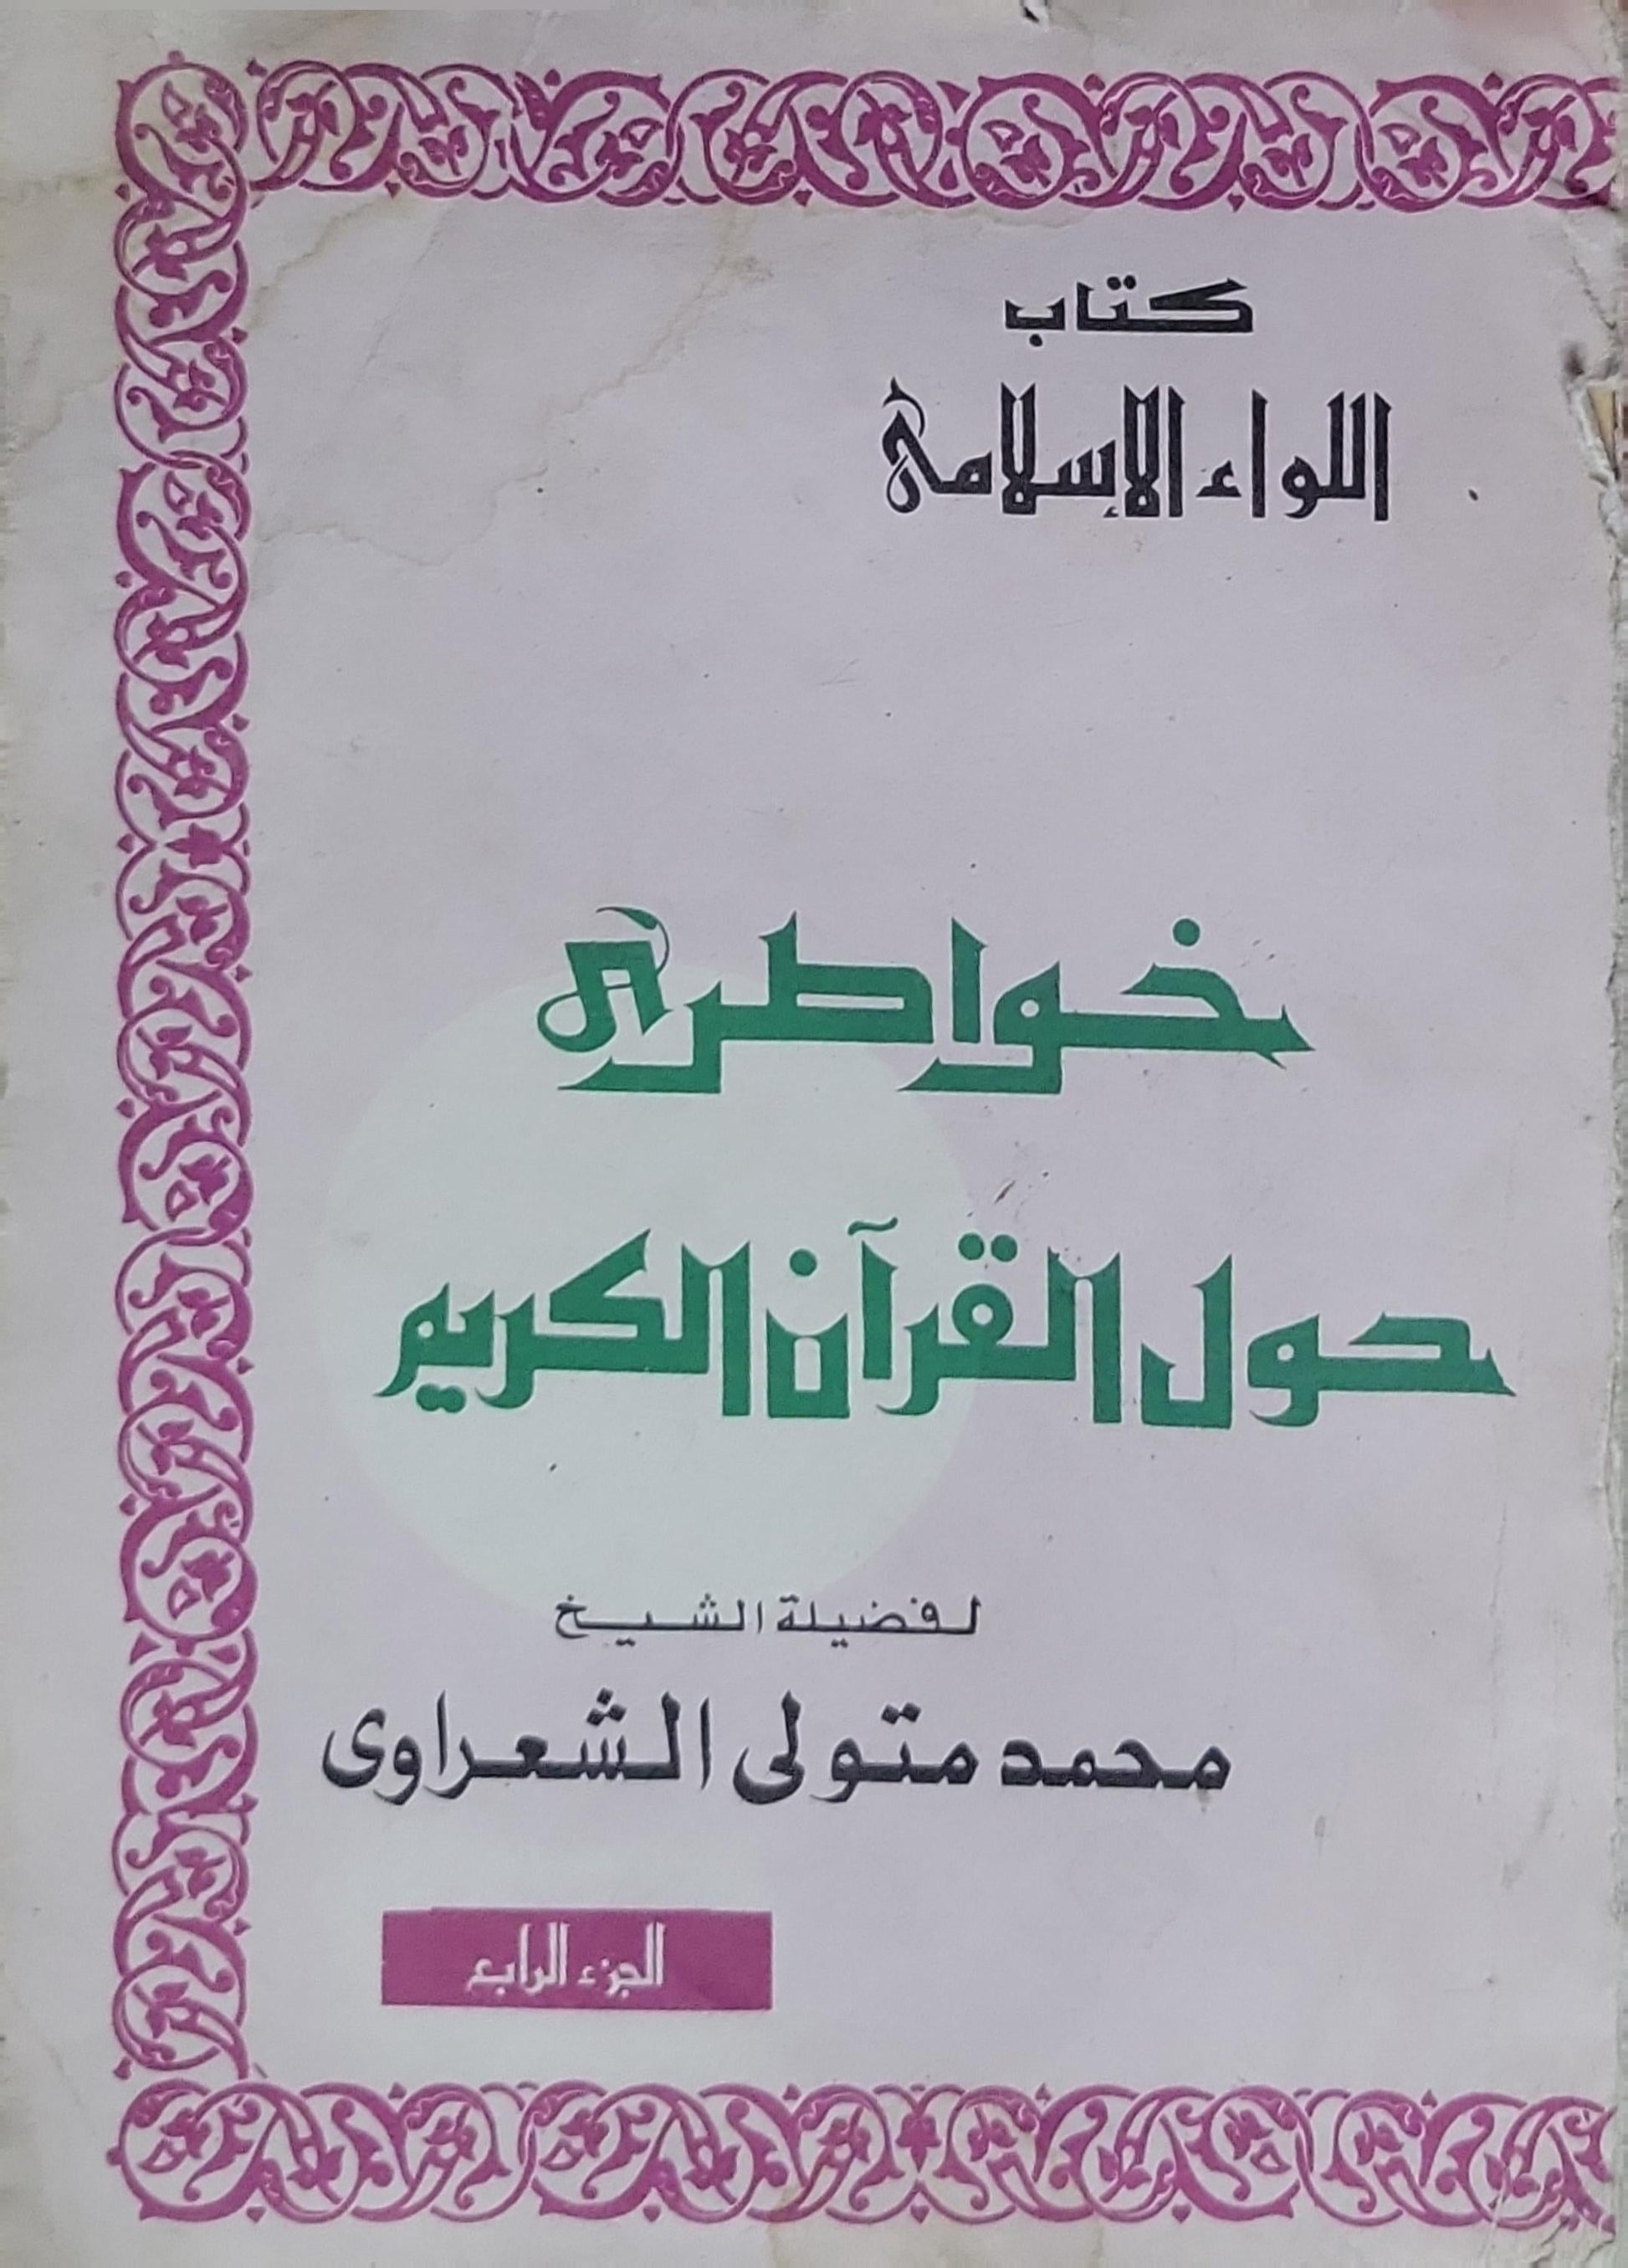 كتاب
اللواء الإسلامى
خواطرى
حول القرآن الكريم
لفضيلة الشيخ
محمد متولى الشعراوى
الجزء الرابع